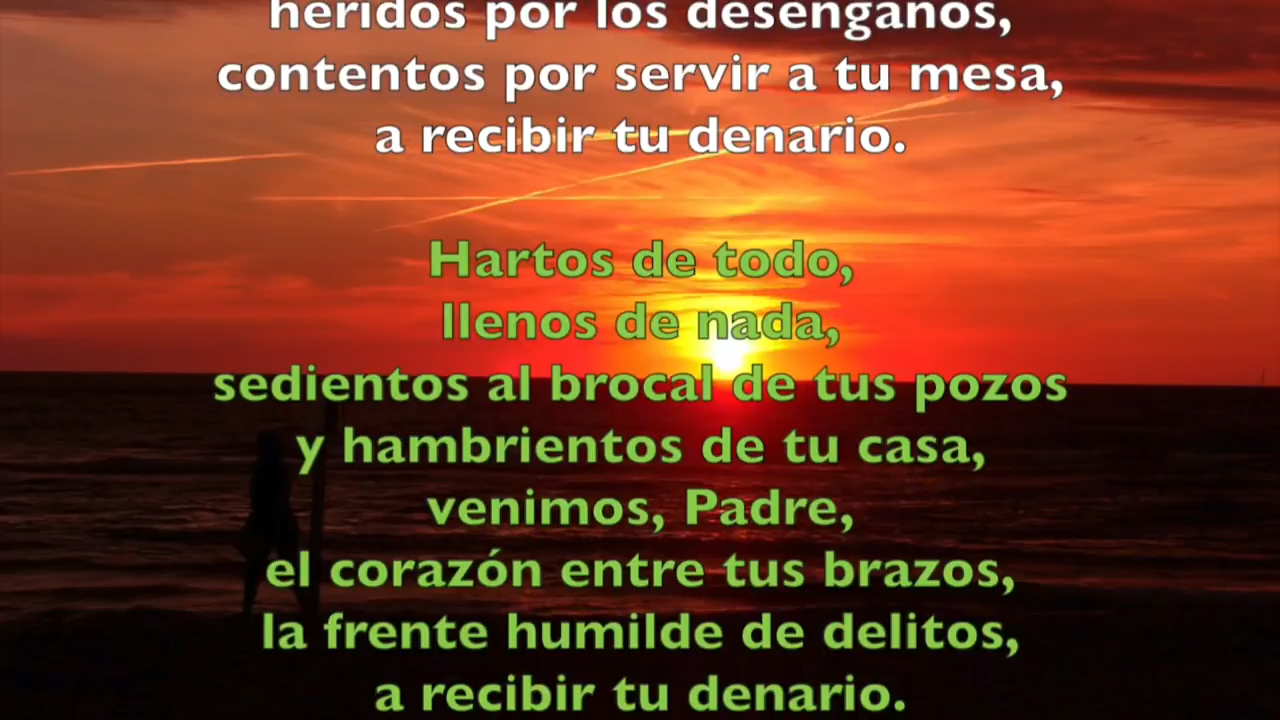 heridos por los desengaños,
contentos por servir a tu mesa,
a recibir tu denario.
Hartos de todo,
llenos de nada,
sedientos al brocal de tus pozos
y hambrientos de tu casa,
venimos, Padre,
el corazón entre tus brazos,
la frente humilde de delitos,
a recibir tu denario.